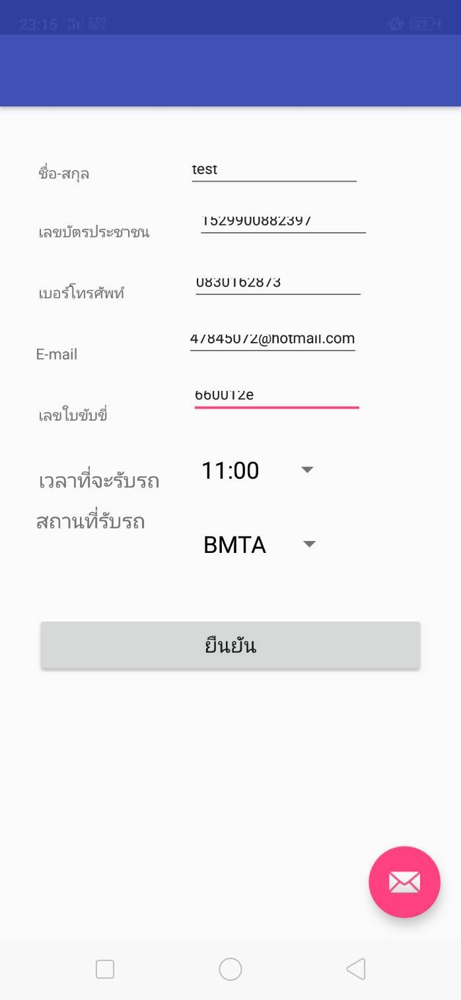 23:15 4G 3.00 KB/S 23
ชื่อ-สกุล test
เลขบัตรประชาชน 1529900882397
เบอร์โทรศัพท์ 0830162873
E-mail 47845072@hotmail.com
เลขใบขับขี่ 660012e
เวลาที่จะรับรถ 11:00
สถานที่รับรถ BMTA
ยืนยัน